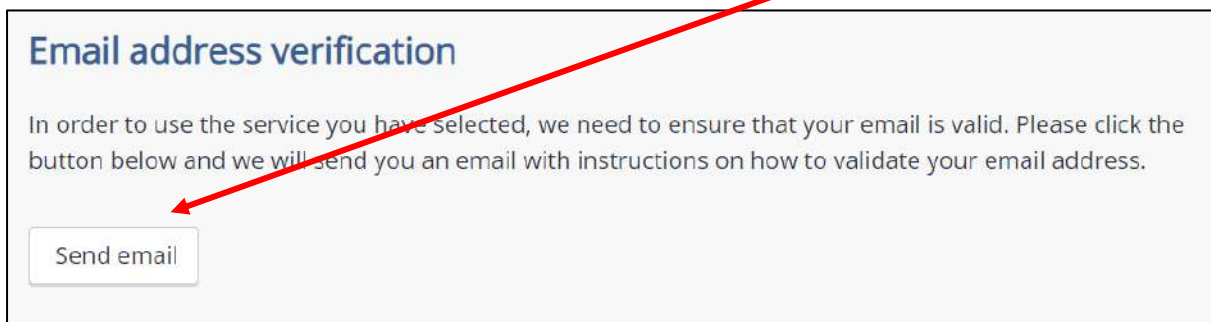 Email address verification
In order to use the service you have selected, we need to ensure that your email is valid. Please click the
button below and we will send you an email with instructions on how to validate your email address.
Send email